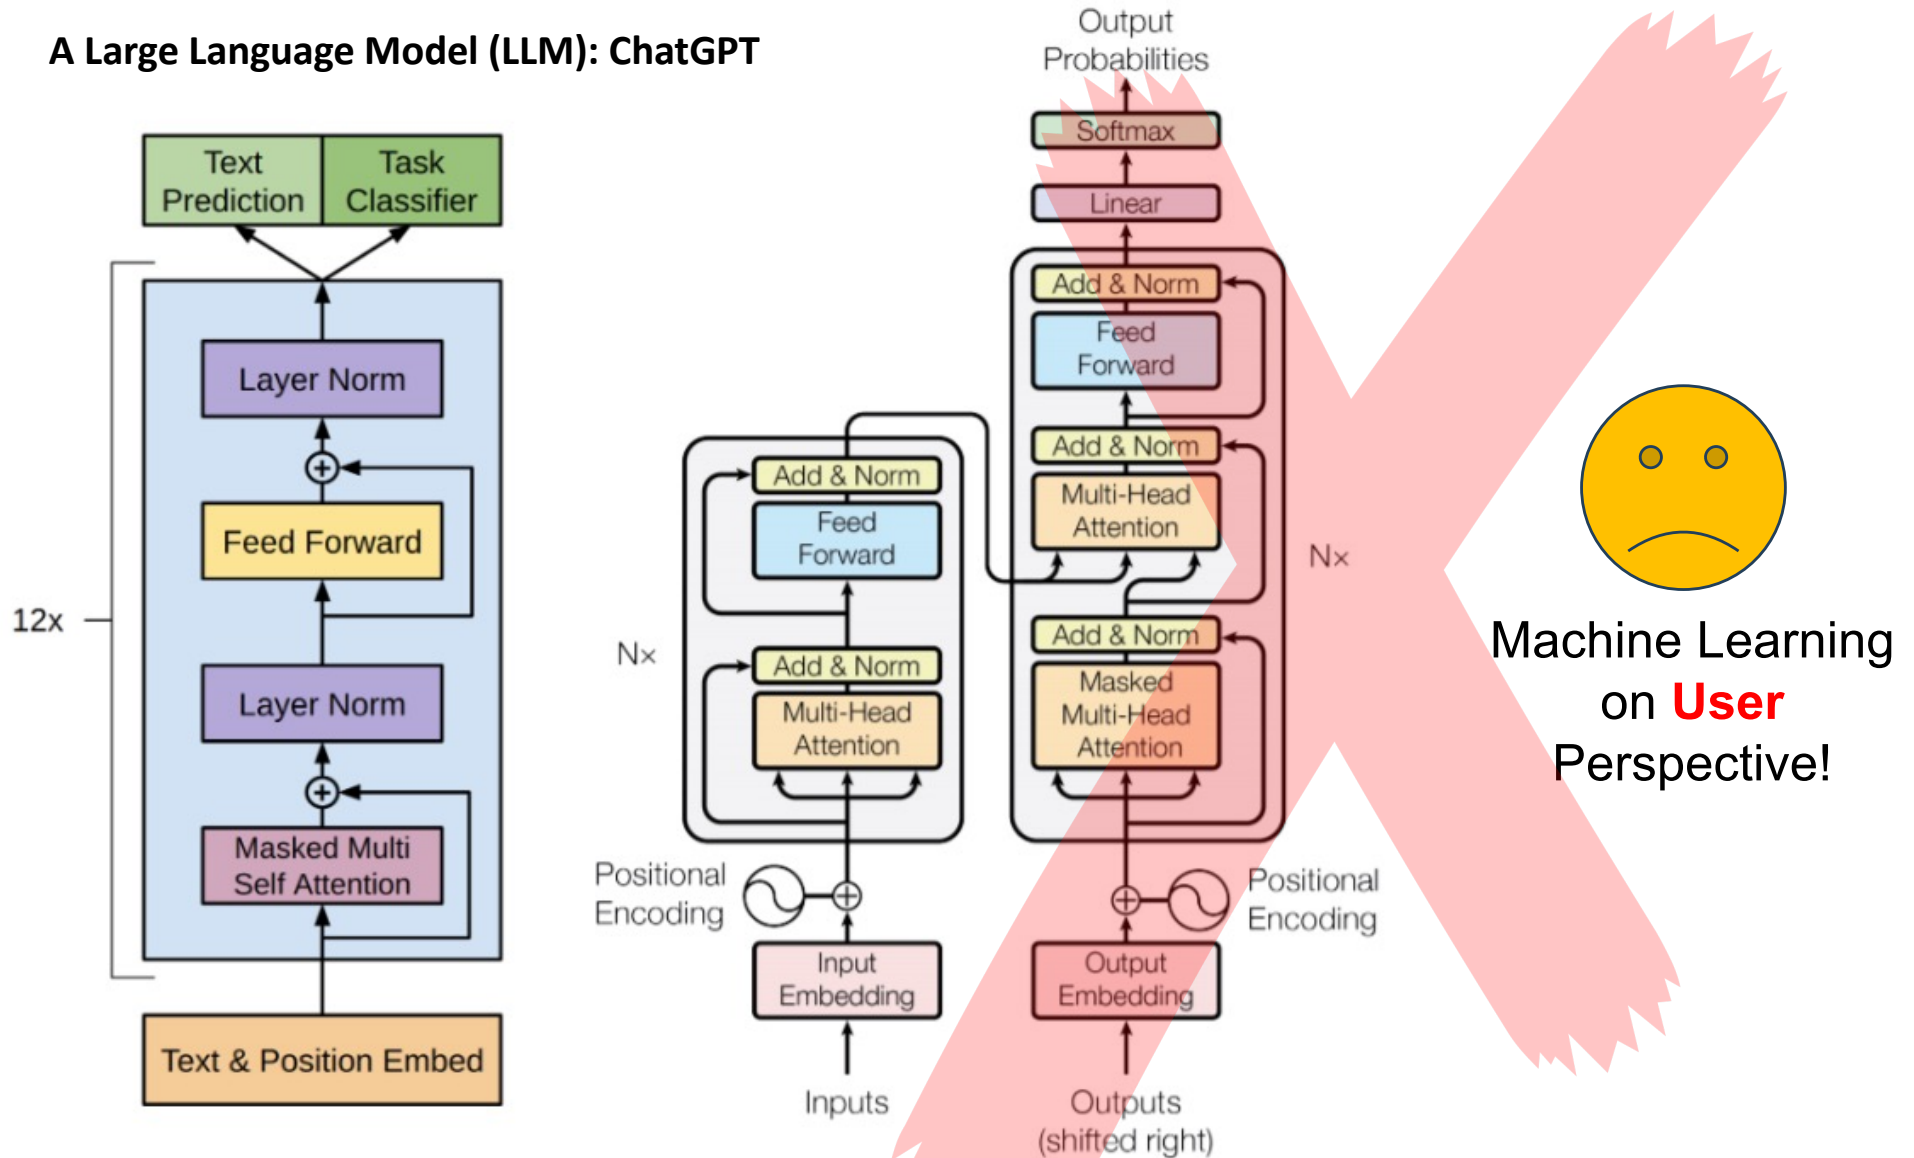 A Large Language Model (LLM): ChatGPT
Text
Prediction
Task
Classifier
Layer Norm
Feed Forward
12x
Layer Norm
Masked Multi
Self Attention
Text & Position Embed
Add & Norm
Feed
Forward
N×
Add & Norm
Multi-Head
Attention
Positional
Encoding
Input
Embedding
Inputs
Output
Probabilities
Softmax
Linear
Add & Norm
Feed
Forward
Add & Norm
Multi-Head
Attention
N×
Add & Norm
Masked
Multi-Head
Attention
Positional
Encoding
Output
Embedding
Outputs
(shifted right)
Machine Learning
on User
Perspective!